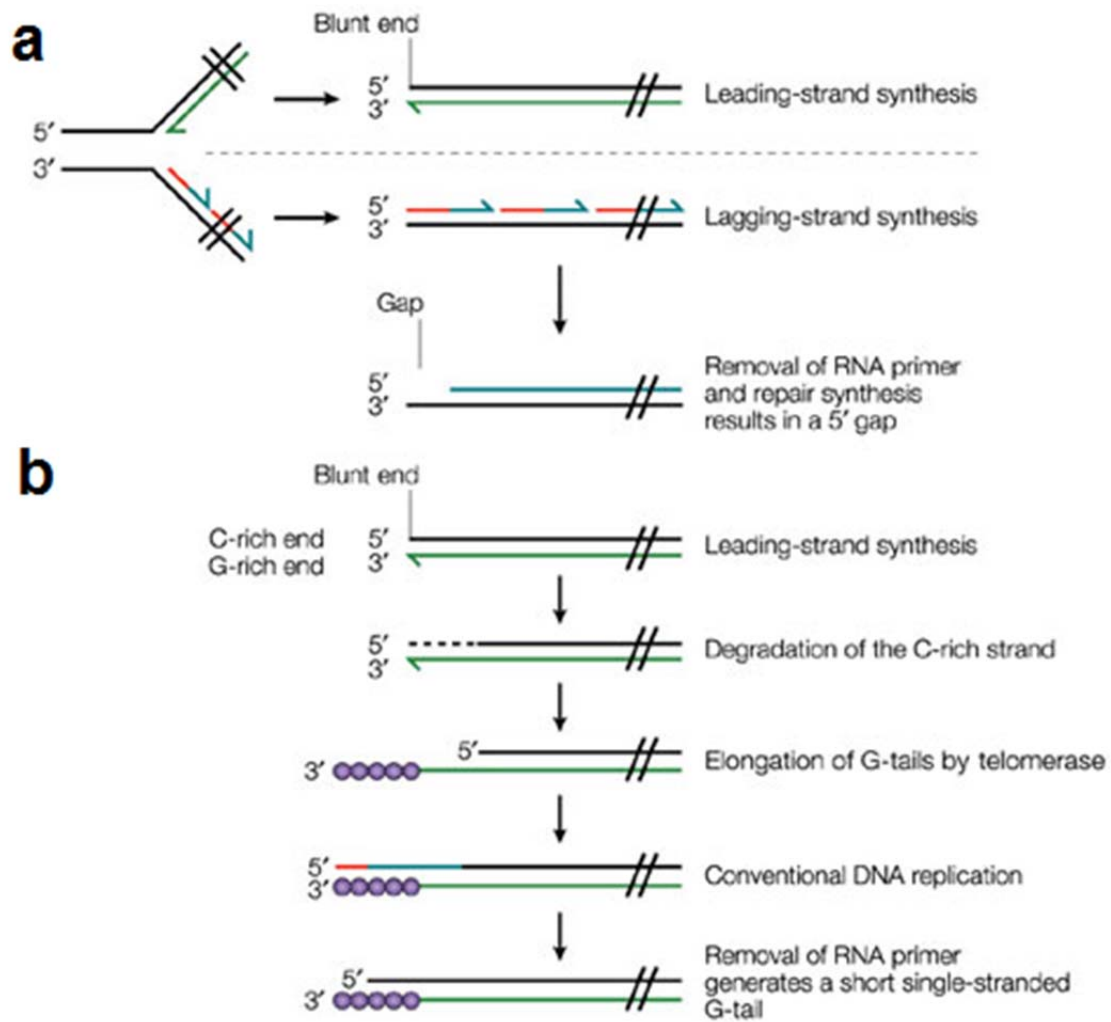 a
Blunt end
5′
3′
Leading-strand synthesis
5′
3′
5′
3′
Lagging-strand synthesis
Gap
5′
3′
Removal of RNA primer
and repair synthesis
results in a 5′ gap
b
Blunt end
C-rich end
G-rich end
5′
3′
Leading-strand synthesis
5′
3′
Degradation of the C-rich strand
5′
3′
Elongation of G-tails by telomerase
5′
3′
Conventional DNA replication
5′
3′
Removal of RNA primer
generates a short single-stranded
G-tail